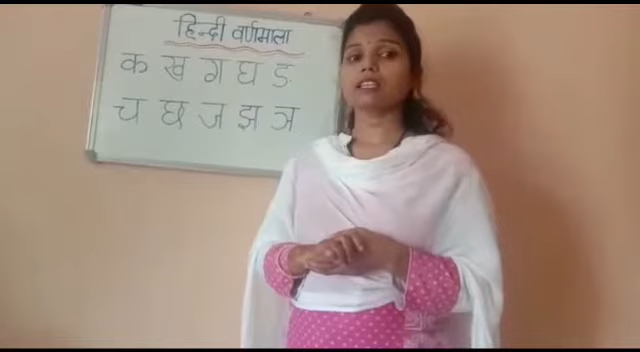 हिन्दी वर्णमाला
क ख ग घ ङ
च छ ज झ ञ